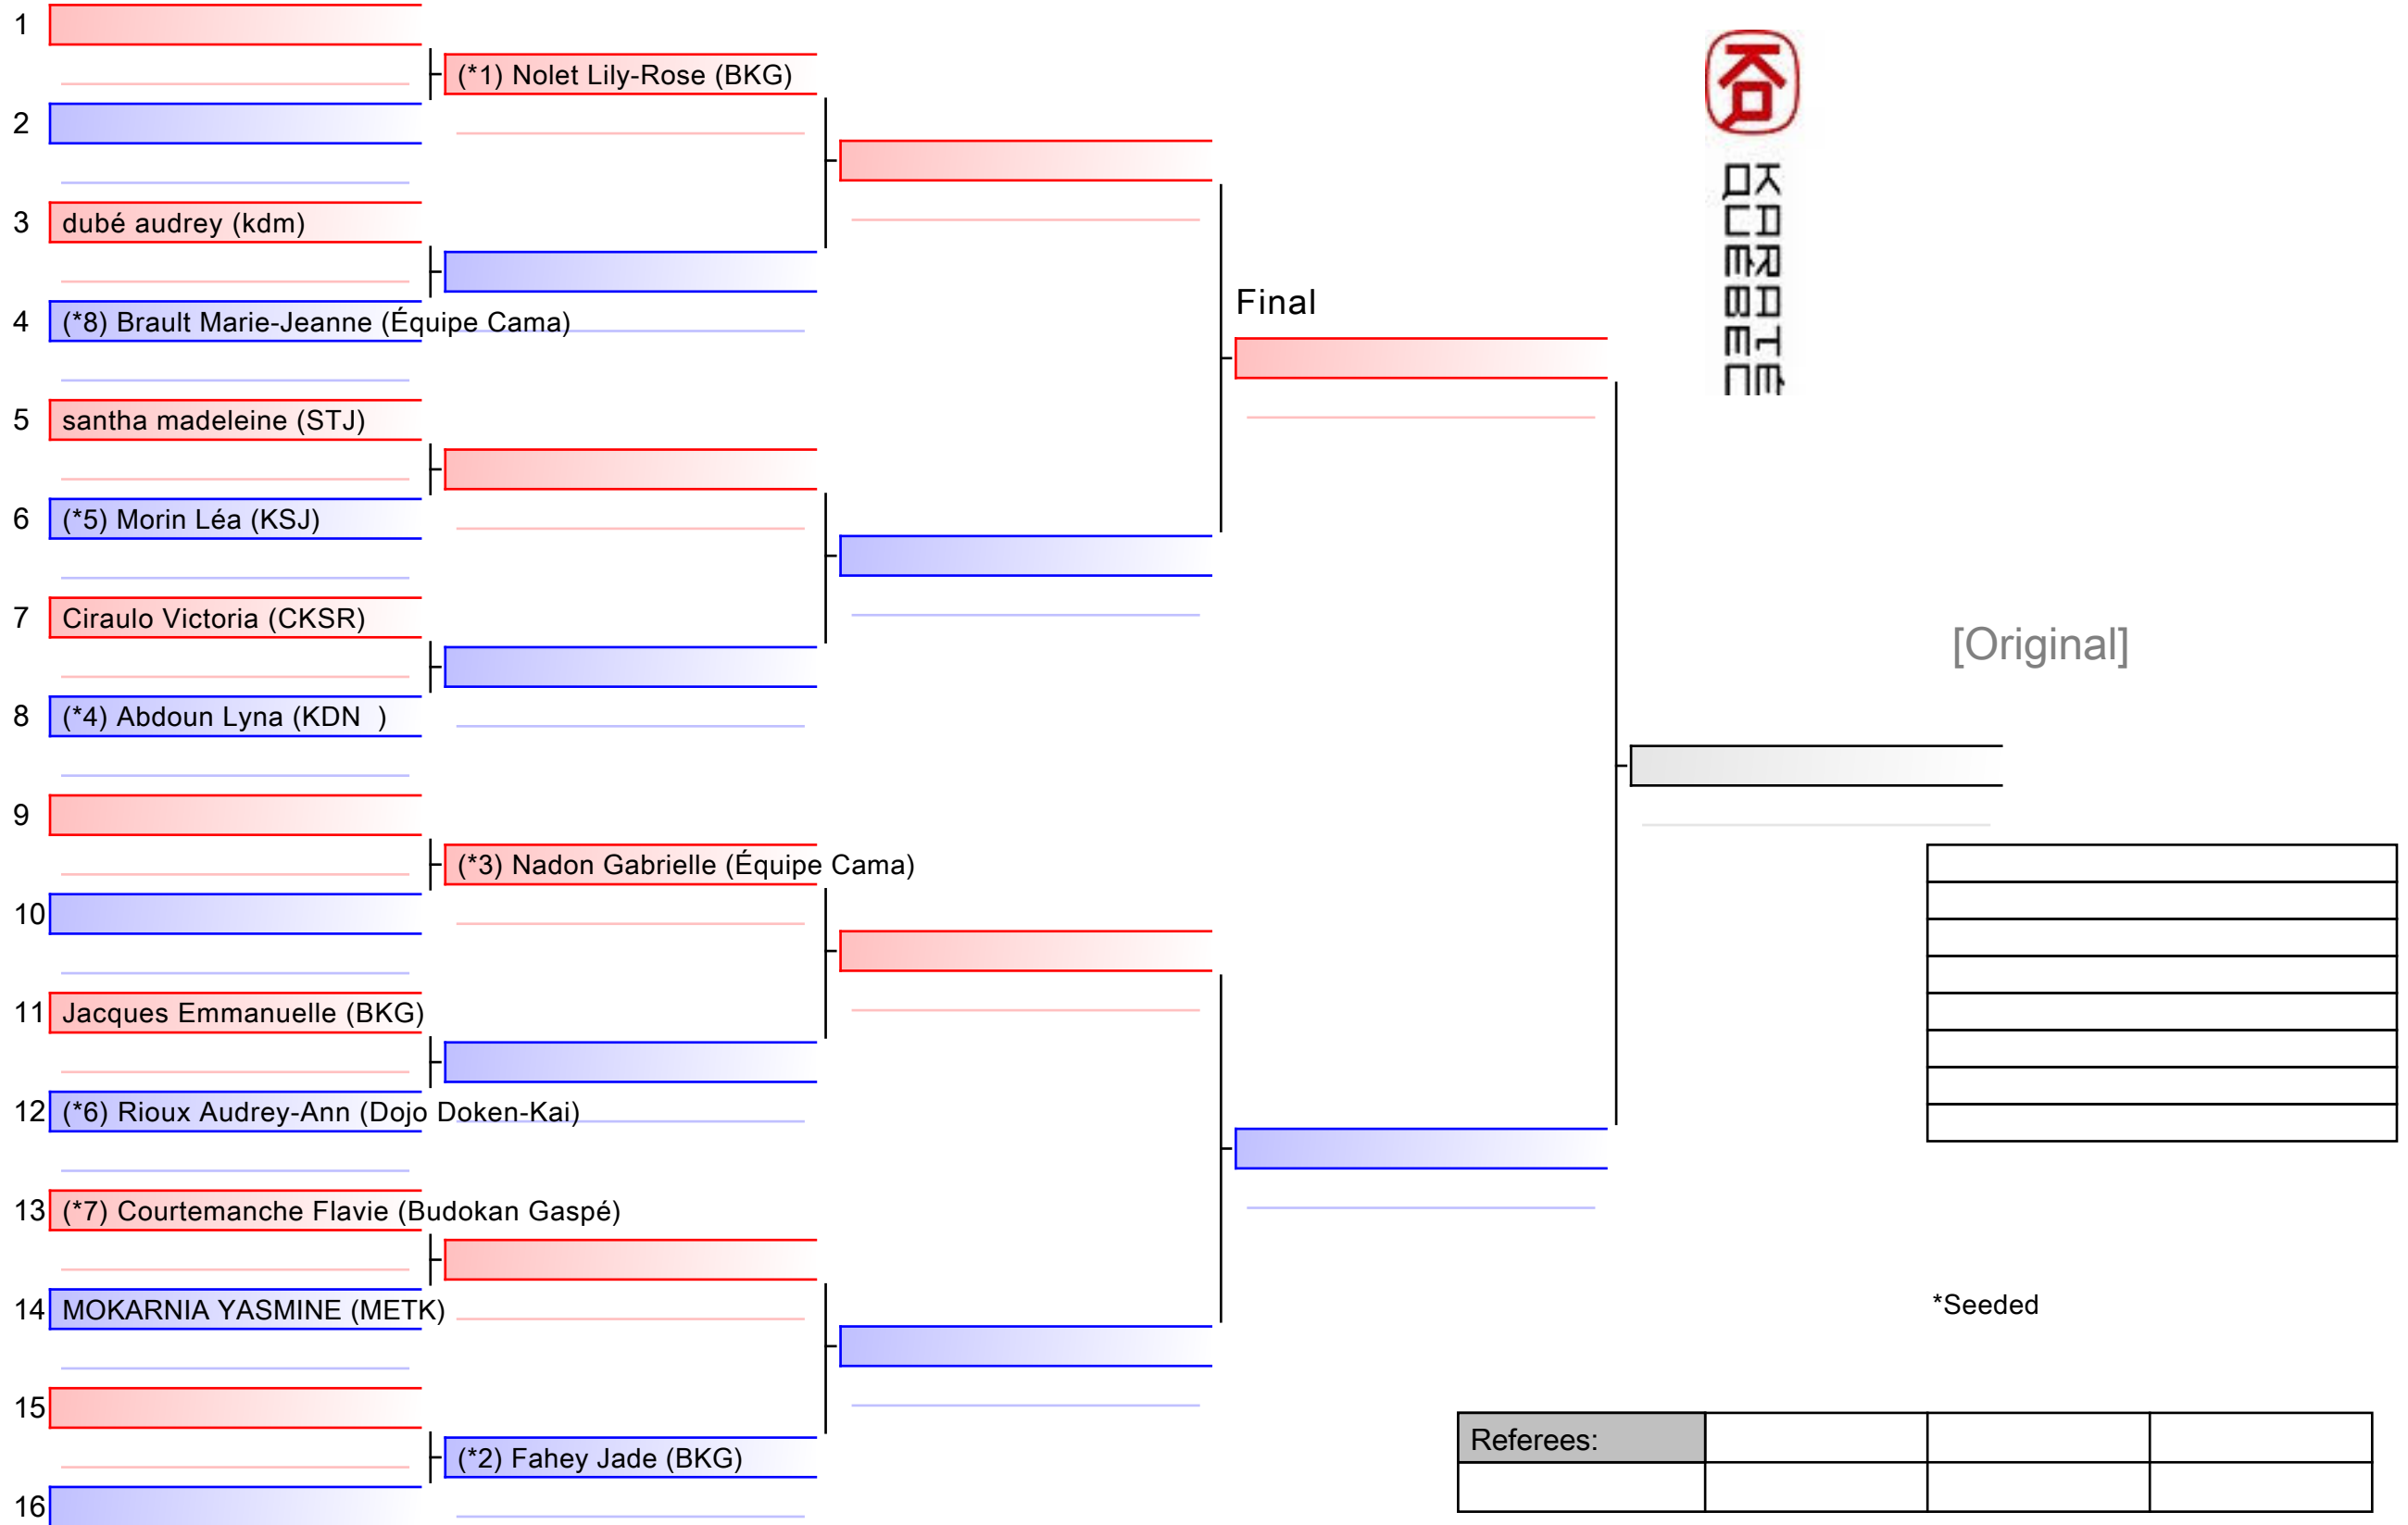 1
(*1) Nolet Lily-Rose (BKG)
2
3 dubé audrey (kdm)
4 (*8) Brault Marie-Jeanne (Équipe Cama)
5 santha madeleine (STJ)
6 (*5) Morin Léa (KSJ)
7 Ciraulo Victoria (CKSR)
8 (*4) Abdoun Lyna (KDN  )
9
(*3) Nadon Gabrielle (Équipe Cama)
10
11 Jacques Emmanuelle (BKG)
12 (*6) Rioux Audrey-Ann (Dojo Doken-Kai)
13 (*7) Courtemanche Flavie (Budokan Gaspé)
14 MOKARNIA YASMINE (METK)
15
(*2) Fahey Jade (BKG)
16
Final
KARATÉ
QUÉBEC
[Original]
*Seeded
Referees: